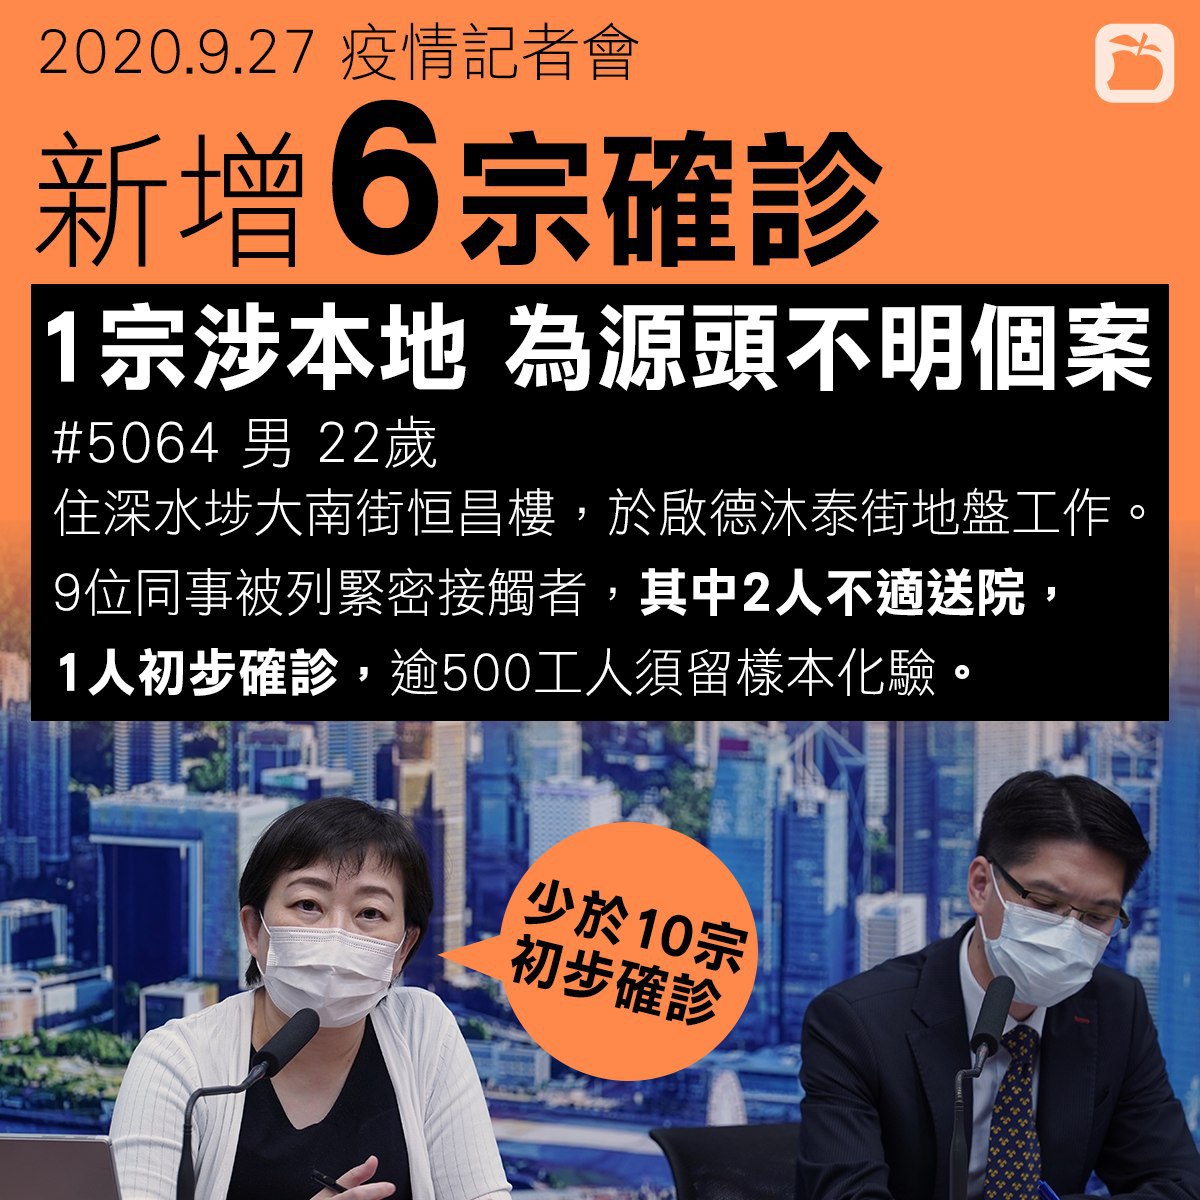 2020.9.27 疫情記者會
新增6宗確診
1宗涉本地 為源頭不明個案
#5064 男 22歲
住深水埗大南街恒昌樓，於啟德沐泰街地盤工作。
9位同事被列緊密接觸者，其中2人不適送院，
1人初步確診，逾500工人須留樣本化驗。
少於10宗
初步確診